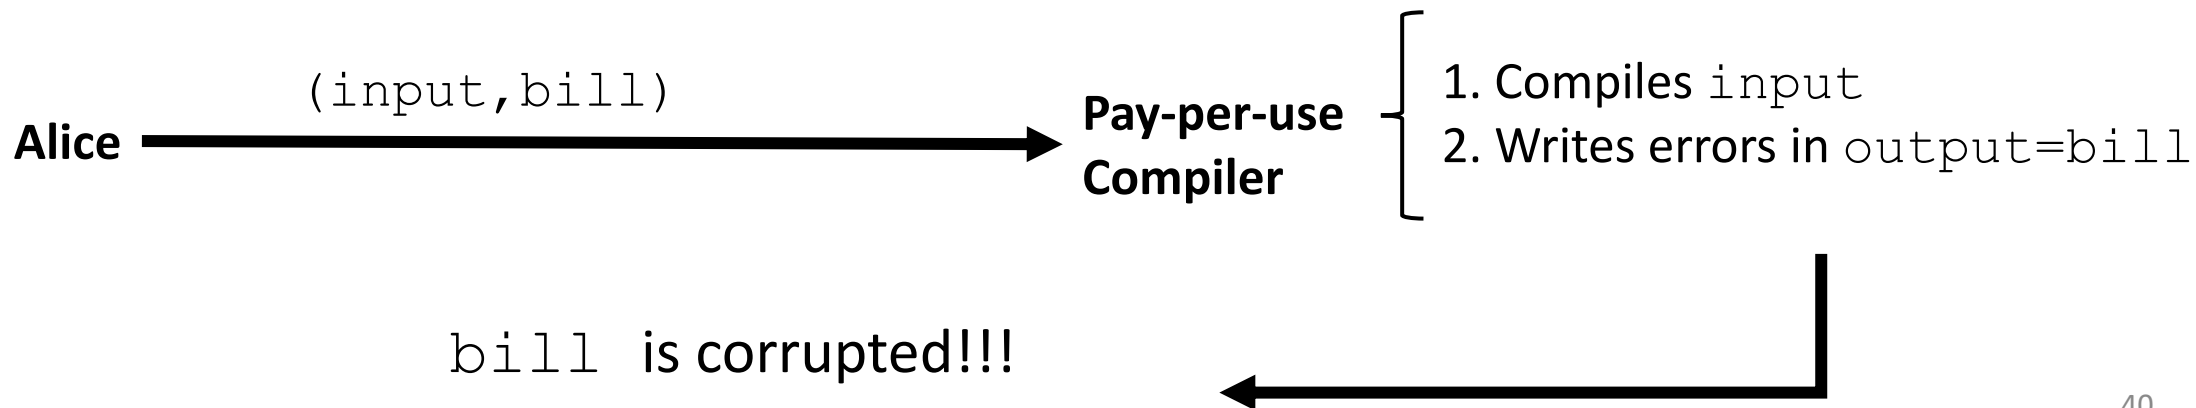 (input,bill)
Alice
Pay-per-use
Compiler
1. Compiles input
2. Writes errors in output=bill
bill is corrupted!!!
40